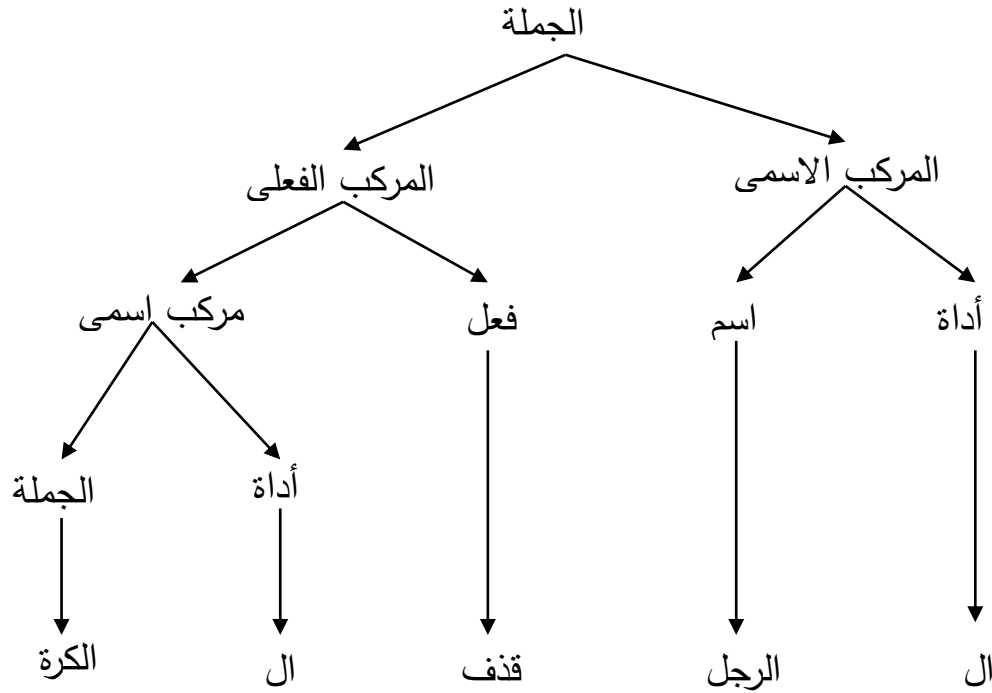 الجملة
المركب الاسمى
المركب الفعلى
أداة
اسم
فعل
مركب اسمى
أداة
الجملة
ال
الرجل
قذف
ال
الكرة